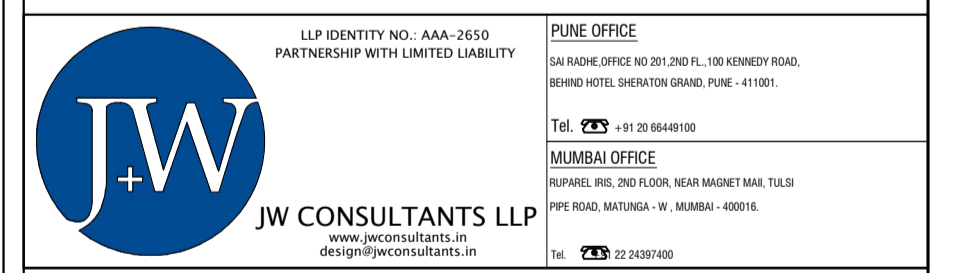 J+W
LLP IDENTITY NO.: AAA-2650
PARTNERSHIP WITH LIMITED LIABILITY
JW CONSULTANTS LLP
www.jwconsultants.in
design@jwconsultants.in
PUNE OFFICE
SAI RADHE,OFFICE NO 201,2ND FL.,100 KENNEDY ROAD,
BEHIND HOTEL SHERATON GRAND, PUNE - 411001.
Tel. ☎ +91 20 66449100
MUMBAI OFFICE
RUPAREL IRIS, 2ND FLOOR, NEAR MAGNET MAll, TULSI
PIPE ROAD, MATUNGA - W , MUMBAI - 400016.
Tel. ☎ 22 24397400